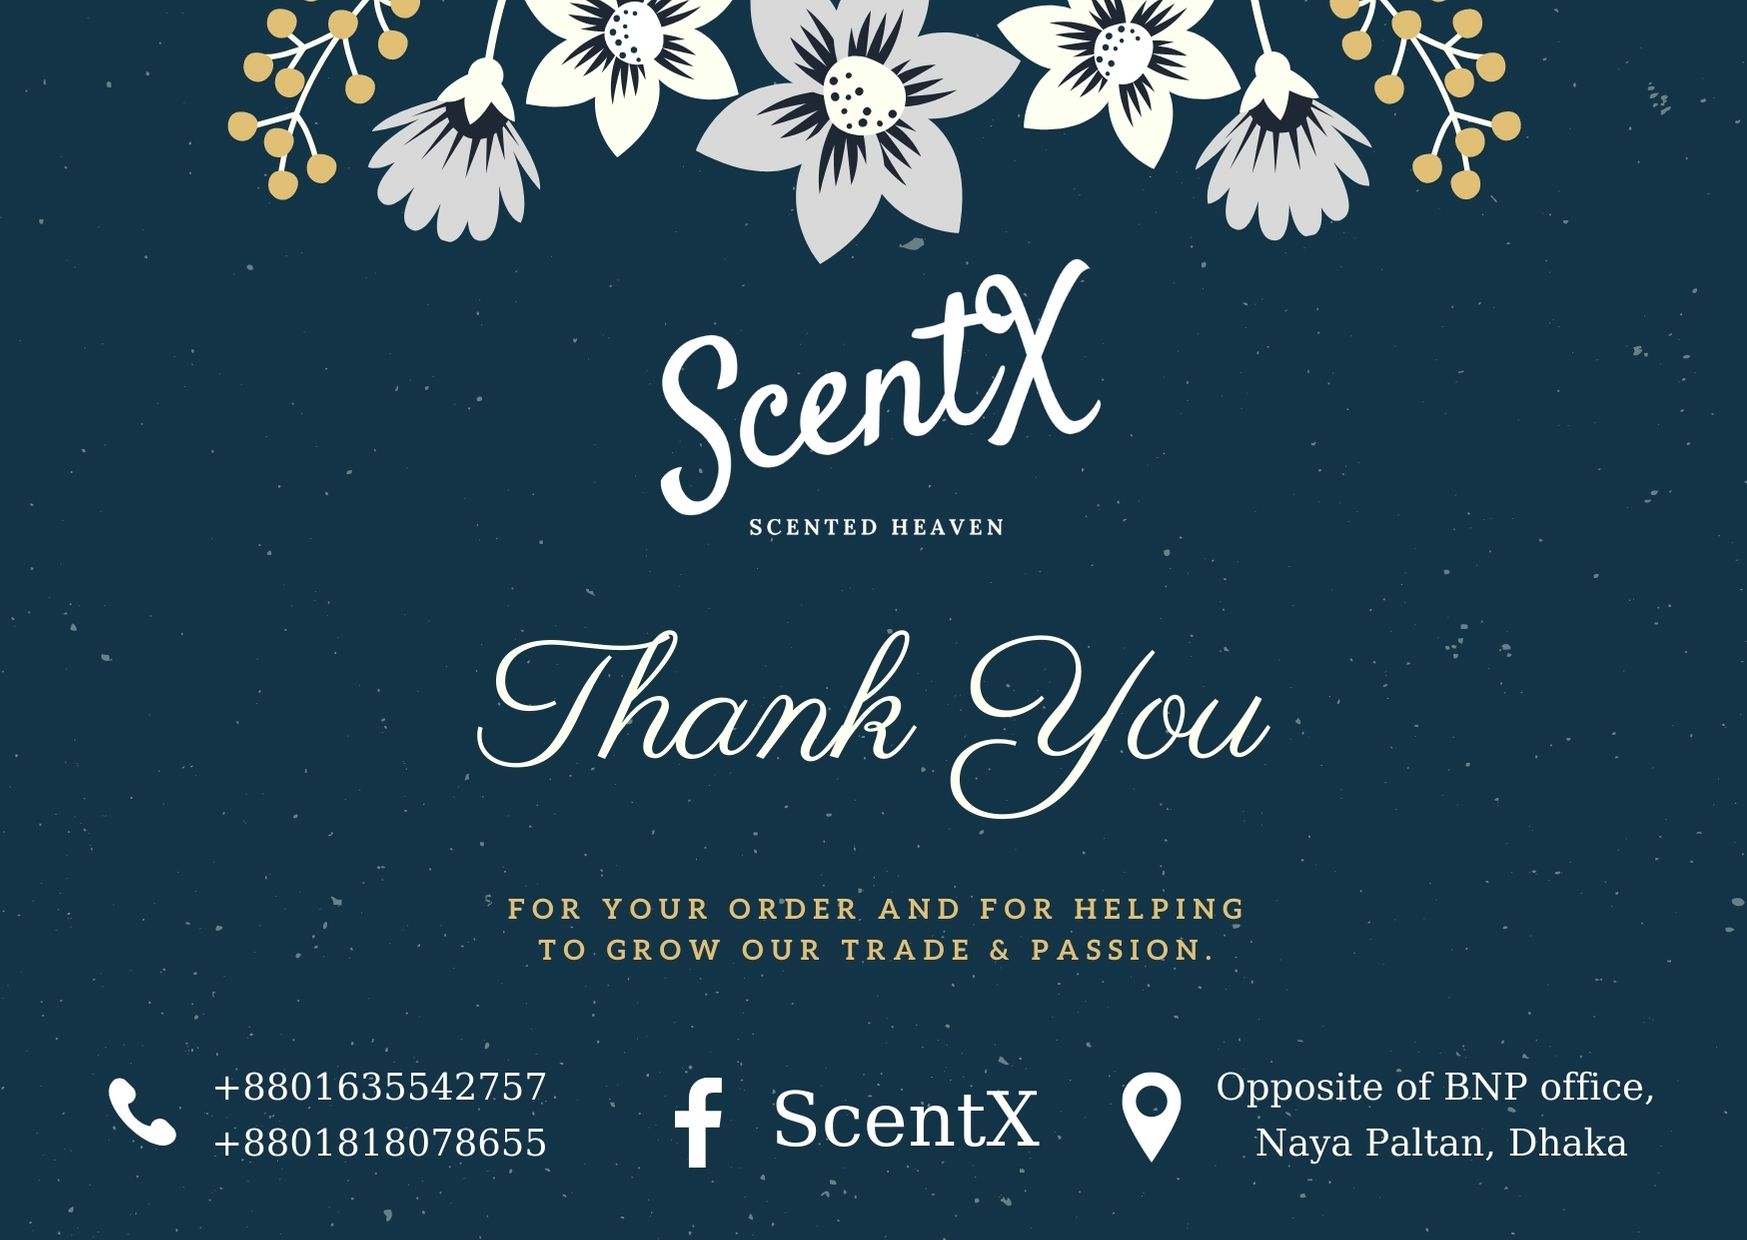 ScentX
SCENTED HEAVEN
Thank You
FOR YOUR ORDER AND FOR HELPING
TO GROW OUR TRADE & PASSION.
+8801635542757
+8801818078655
ScentX
Opposite of BNP office,
Naya Paltan, Dhaka